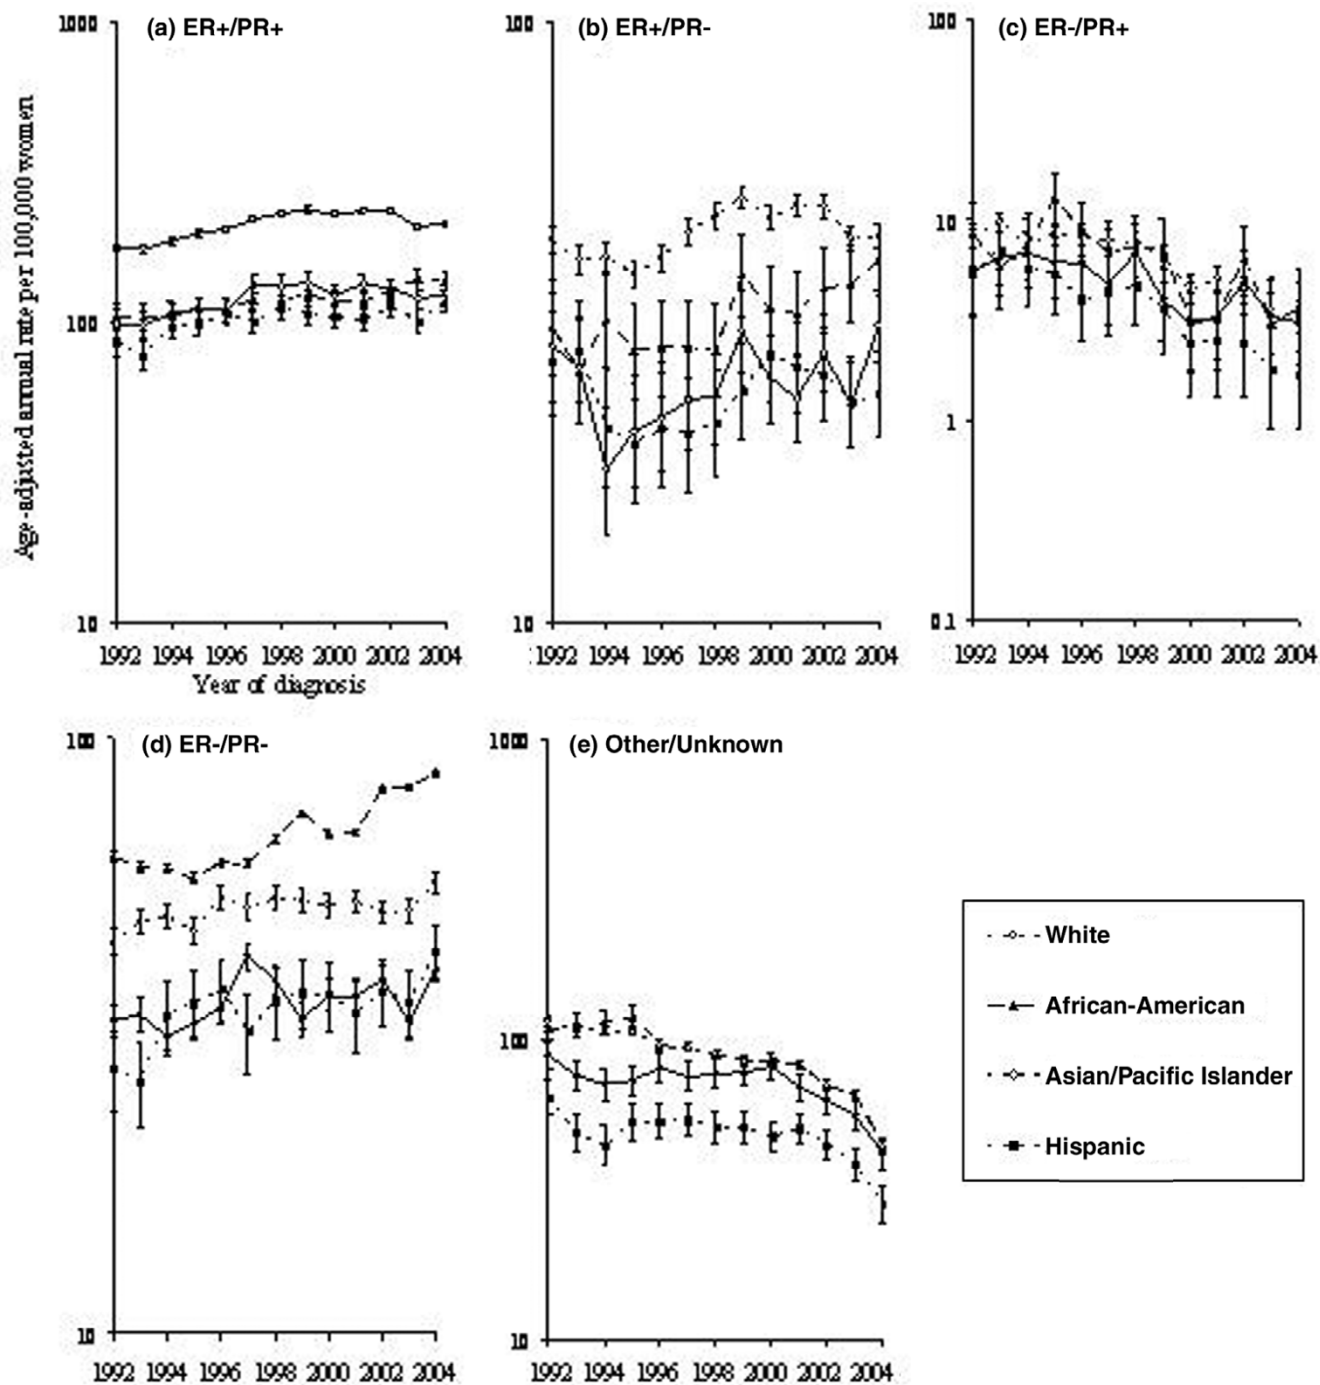 (a) ER+/PR+
(b) ER+/PR-
(c) ER-/PR+
Age-adjusted annual rate per 100,000 women
1000
100
10
1992 1994 1996 1998 2000 2002 2004
Year of diagnosis
100
10
1992 1994 1996 1998 2000 2002 2004
100
10
1
0.1
1992 1994 1996 1998 2000 2002 2004
(d) ER-/PR-
(e) Other/Unknown
100
10
1992 1994 1996 1998 2000 2002 2004
1000
100
10
1992 1994 1996 1998 2000 2002 2004
White
African-American
Asian/Pacific Islander
Hispanic